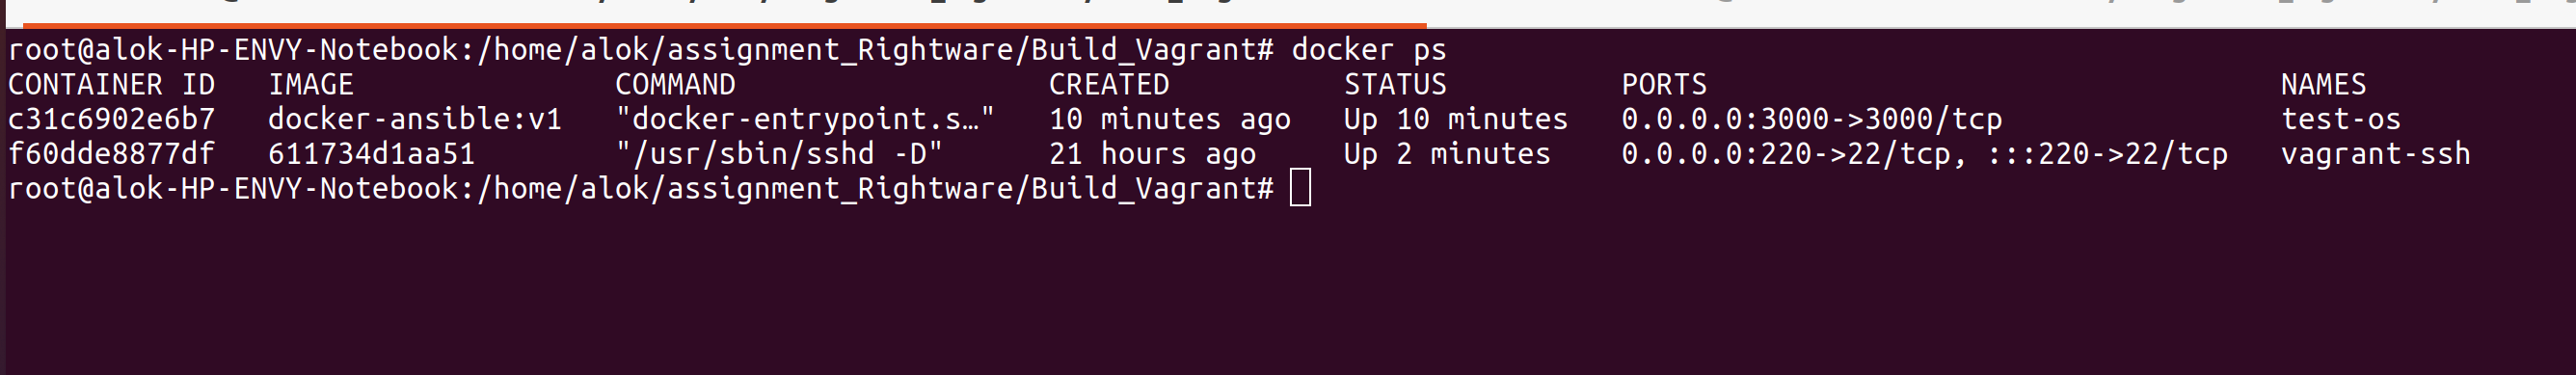 root@alok-HP-ENVY-Notebook:/home/alok/assignment_Rightware/Build_Vagrant# docker ps
CONTAINER ID   IMAGE               COMMAND                  CREATED          STATUS          PORTS                                 NAMES
c31c6902e6b7   docker-ansible:v1   "docker-entrypoint.s…"   10 minutes ago   Up 10 minutes   0.0.0.0:3000->3000/tcp                test-os
f60dde8877df   611734d1aa51        "/usr/sbin/sshd -D"      21 hours ago     Up 2 minutes    0.0.0.0:220->22/tcp, :::220->22/tcp   vagrant-ssh
root@alok-HP-ENVY-Notebook:/home/alok/assignment_Rightware/Build_Vagrant#